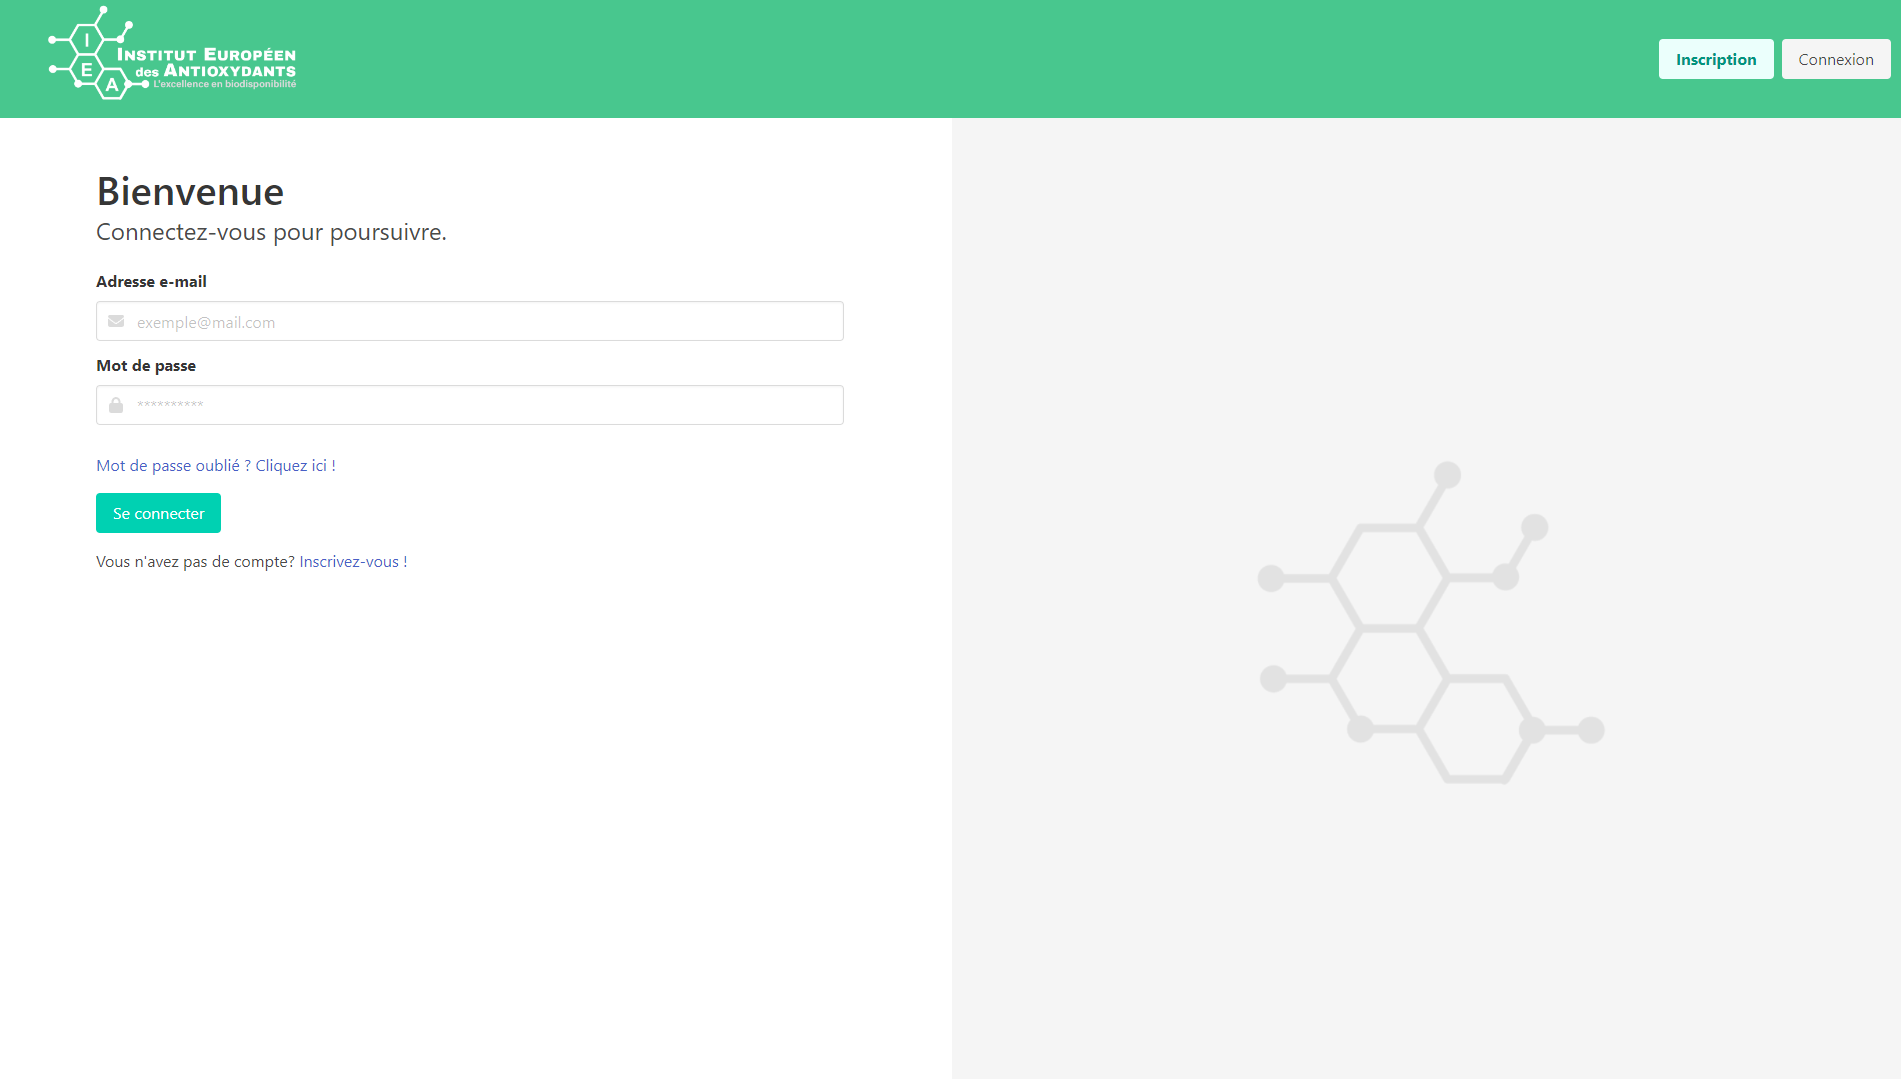 I
E
A
INSTITUT EUROPÉEN
des ANTIOXYDANTS
L'excellence en biodisponibilité
Inscription
Connexion
Bienvenue
Connectez-vous pour poursuivre.
Adresse e-mail
exemple@mail.com
Mot de passe
**********
Mot de passe oublié ? Cliquez ici !
Se connecter
Vous n'avez pas de compte? Inscrivez-vous !